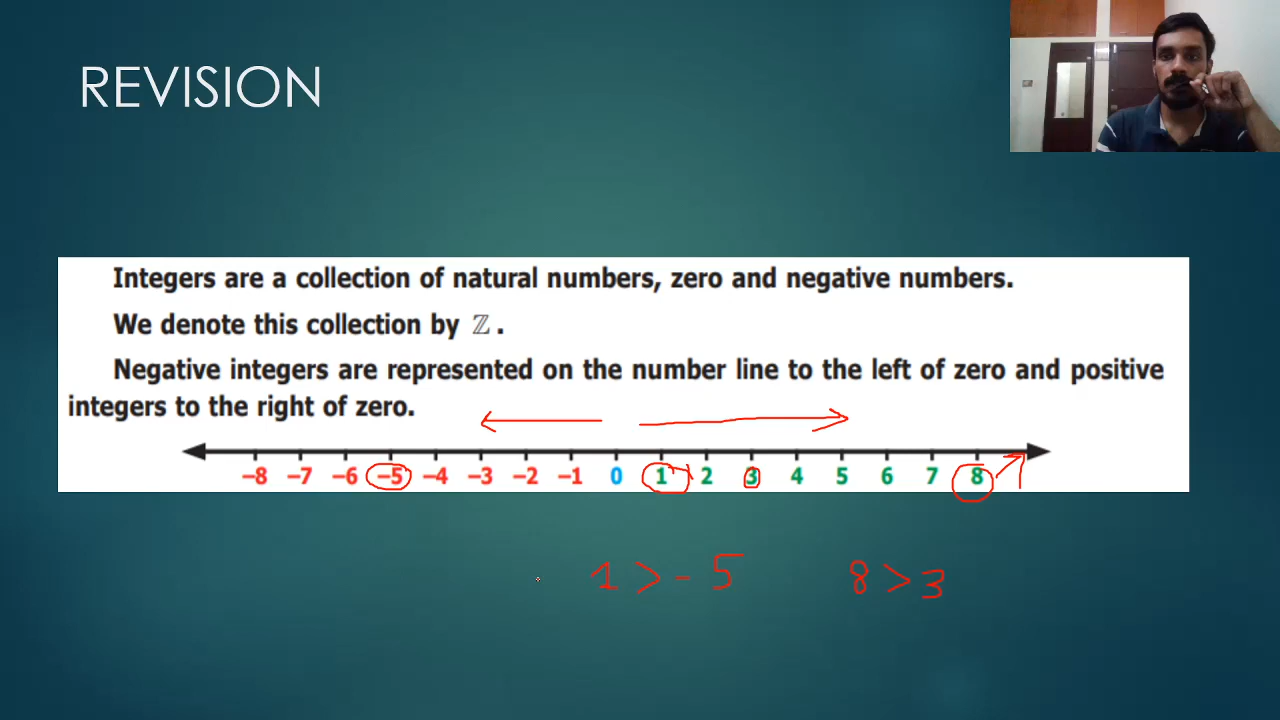 REVISION
Integers are a collection of natural numbers, zero and negative numbers.
We denote this collection by ℤ.
Negative integers are represented on the number line to the left of zero and positive
integers to the right of zero.
–8 –7 –6 –5 –4 –3 –2 –1 0 1 2 3 4 5 6 7 8
1 > - 5 8 > 3